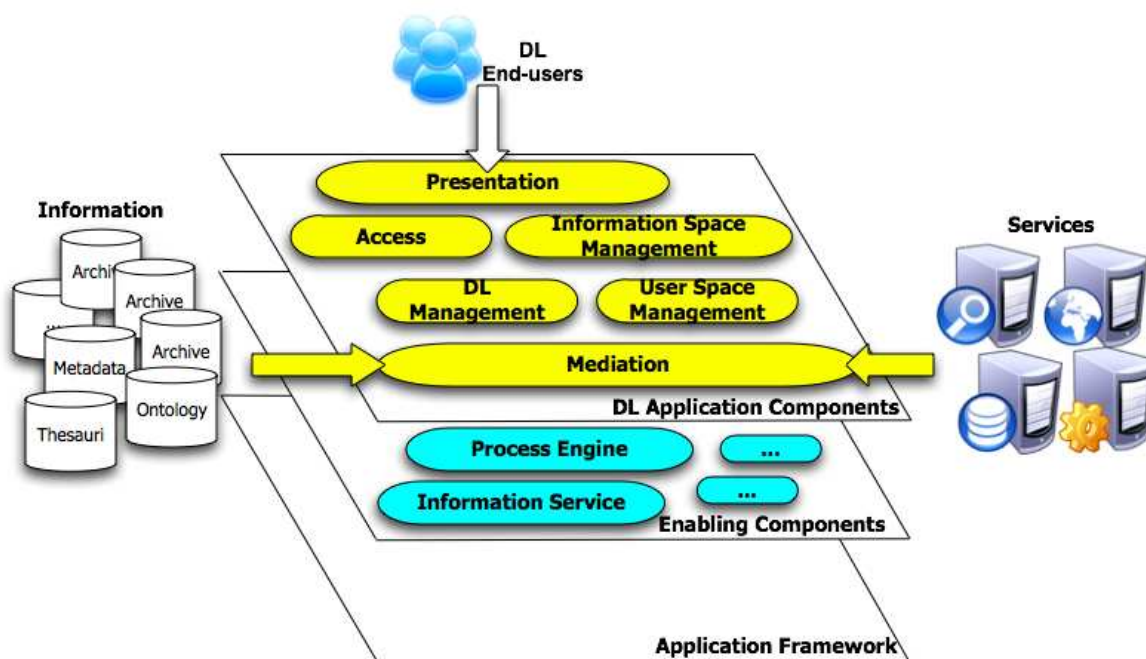 DL
End-users
Presentation
Information
Access
Information Space
Management
Services
Archiv
Archive
...
DL
Management
User Space
Management
Archive
Metadata
Mediation
Ontology
Thesauri
DL Application Components
Process Engine
...
Information Service
...
Enabling Components
Application Framework